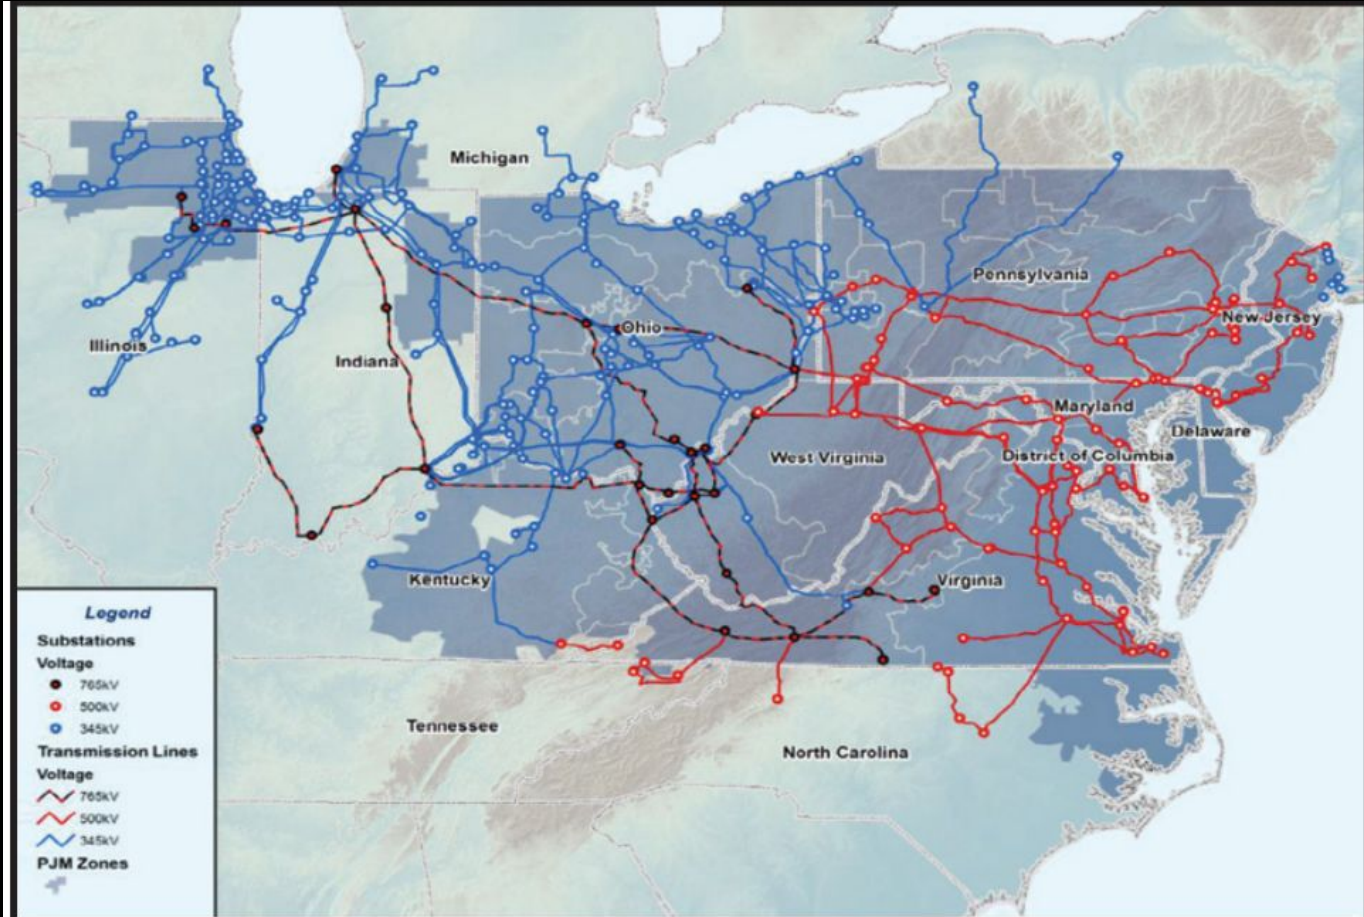 Michigan
Pennsylvania
New Jersey
Ohio
Illinois
Indiana
Maryland
Delaware
District of Columbia
West Virginia
Kentucky
Virginia
Tennessee
North Carolina
Legend
Substations
Voltage
765kV
500kV
345kV
Transmission Lines
Voltage
765kV
500kV
345kV
PJM Zones